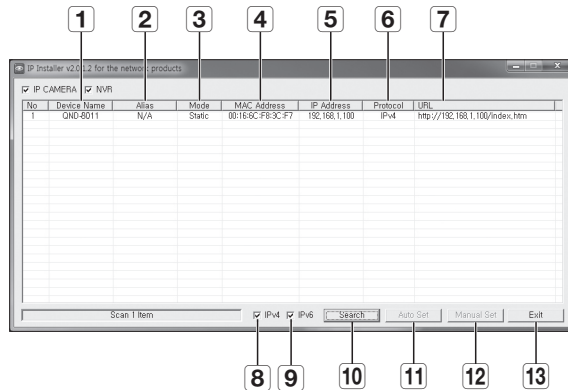 1 2 3 4 5 6 7
IP Installer v2.0.1.2 for the network products
IP CAMERA NVR
No Device Name Alias Mode MAC Address IP Address Protocol URL
1 QND-8011 N/A Static 00:16:6C:F8:3C:F7 192,168,1,100 IPv4 http://192,168,1,100/index,htm
Scan 1 Item IPv4 IPv6 Search Auto Set Manual Set Exit
8 9 10 11 12 13